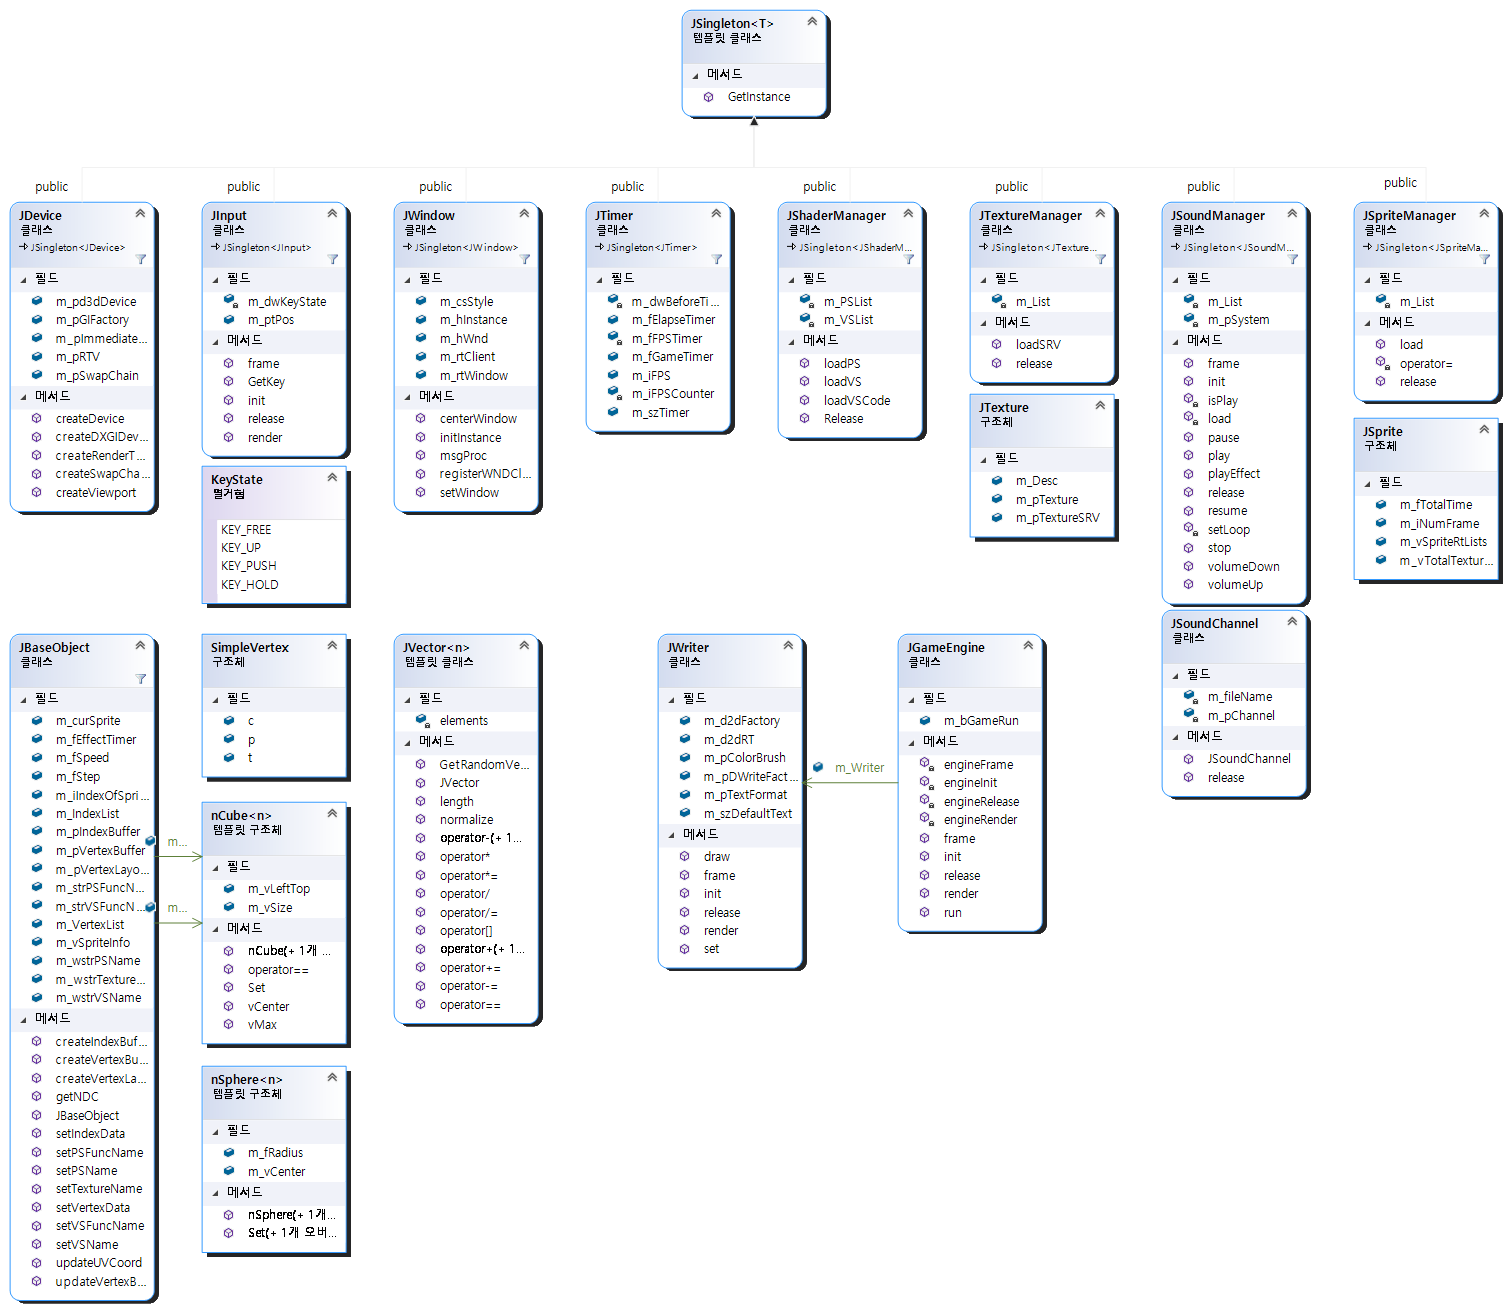 JSingleton<T>
템플릿 클래스
메서드
GetInstance
public
public
public
public
public
public
public
public
JDevice
클래스
JSingleton<JDevice>
필드
m_pd3dDevice
m_pGIFactory
m_pImmediate...
m_pRTV
m_pSwapChain
메서드
createDevice
createDXGIDev...
createRenderT...
createSwapCha...
createViewport
JInput
클래스
JSingleton<JInput>
필드
m_dwKeyState
m_ptPos
메서드
frame
GetKey
init
release
render
KeyState
열거형
KEY_FREE
KEY_UP
KEY_PUSH
KEY_HOLD
JWindow
클래스
JSingleton<JWindow>
필드
m_csStyle
m_hInstance
m_hWnd
m_rtClient
m_rtWindow
메서드
centerWindow
initInstance
msgProc
registerWNDCl...
setWindow
JTimer
클래스
JSingleton<JTimer>
필드
m_dwBeforeTi...
m_fElapseTimer
m_fFPSTimer
m_fGameTimer
m_iFPS
m_iFPSCounter
m_szTimer
JShaderManager
클래스
JSingleton<JShaderM...
필드
m_PSList
m_VSList
메서드
loadPS
loadVS
loadVSCode
Release
JTextureManager
클래스
JSingleton<JTexture...
필드
m_List
메서드
loadSRV
release
JTexture
구조체
필드
m_Desc
m_pTexture
m_pTextureSRV
JSoundManager
클래스
JSingleton<JSoundM...
필드
m_List
m_pSystem
메서드
frame
init
isPlay
load
pause
play
playEffect
release
resume
setLoop
stop
volumeDown
volumeUp
JSoundChannel
클래스
필드
m_fileName
m_pChannel
메서드
JSoundChannel
release
JSpriteManager
클래스
JSingleton<JSpriteMa...
필드
m_List
메서드
load
operator=
release
JSprite
구조체
필드
m_fTotalTime
m_iNumFrame
m_vSpriteRtLists
m_vTotalTextur...
JBaseObject
클래스
필드
m_curSprite
m_fEffectTimer
m_fSpeed
m_fStep
m_iIndexOfSpri...
m_IndexList
m_pIndexBuffer
m_pVertexBuffer
m_pVertexLayo...
m_strPSFuncN...
m_strVSFuncN...
m_VertexList
m_vSpriteInfo
m_wstrPSName
m_wstrTexture...
m_wstrVSName
메서드
createIndexBuf...
createVertexBu...
createVertexLa...
getNDC
JBaseObject
setIndexData
setPSFuncName
setPSName
setTextureName
setVertexData
setVSFuncName
setVSName
updateUVCoord
updateVertexB...
m...
m...
SimpleVertex
구조체
필드
c
p
t
nCube<n>
템플릿 구조체
필드
m_vLeftTop
m_vSize
메서드
nCube(+ 1개 ...
operator==
Set
vCenter
vMax
nSphere<n>
템플릿 구조체
필드
m_fRadius
m_vCenter
메서드
nSphere(+ 1개...
Set(+ 1개 오버...
JVector<n>
템플릿 클래스
필드
elements
메서드
GetRandomVe...
JVector
length
normalize
operator-(+ 1...
operator*
operator*=
operator/
operator/=
operator[]
operator+(+ 1...
operator+=
operator-=
operator==
JWriter
클래스
필드
m_d2dFactory
m_d2dRT
m_pColorBrush
m_pDWriteFact...
m_pTextFormat
m_szDefaultText
메서드
draw
frame
init
release
render
set
m_Writer
JGameEngine
클래스
필드
m_bGameRun
메서드
engineFrame
engineInit
engineRelease
engineRender
frame
init
release
render
run